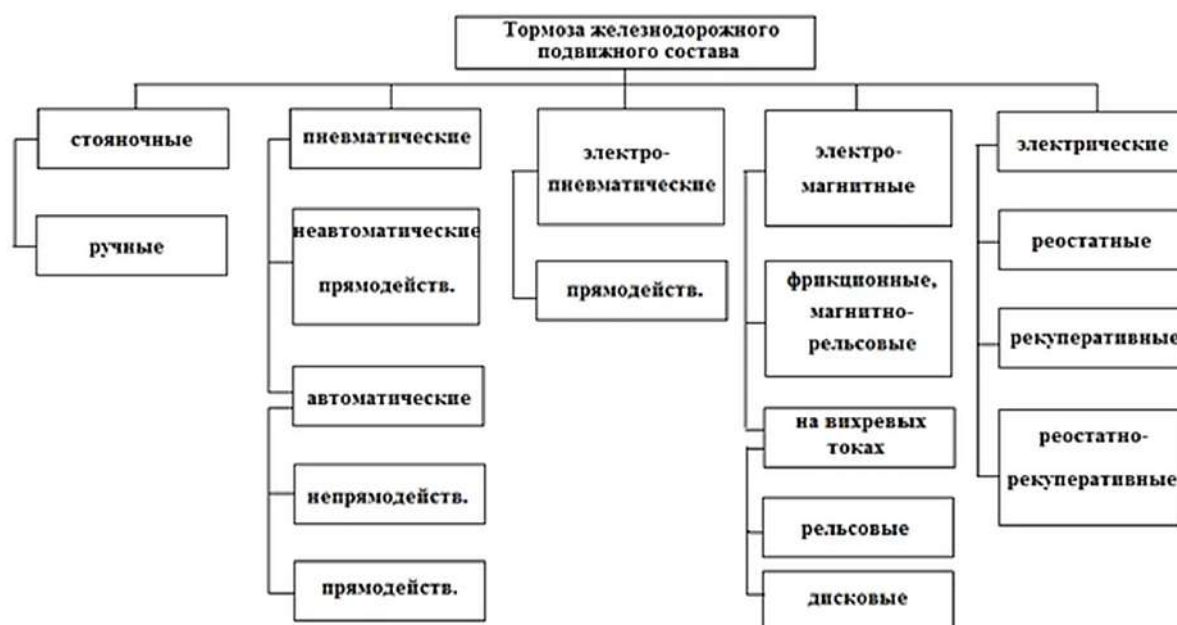 Тормоза железнодорожного
подвижного состава
стояночные
ручные
пневматические
неавтоматические
прямодейств.
автоматические
непрямодейств.
прямодейств.
электро-
пневматические
прямодейств.
электро-
магнитные
фрикционные,
магнитно-
рельсовые
на вихревых
токах
рельсовые
дисковые
электрические
реостатные
рекуперативные
реостатно-
рекуперативные